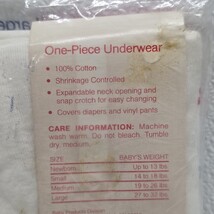 One-Piece Underwear
• 100% Cotton
• Shrinkage Controlled
• Expandable neck opening and
snap crotch for easy changing
• Covers diapers and vinyl pants
CARE INFORMATION: Machine
wash warm. Do not bleach. Tumble
dry, medium.
SIZE BABY'S WEIGHT
Newborn Up to 13 lbs
Small 14 to 18 lbs
Medium 19 to 26 lbs
Large 27 to 32 lbs